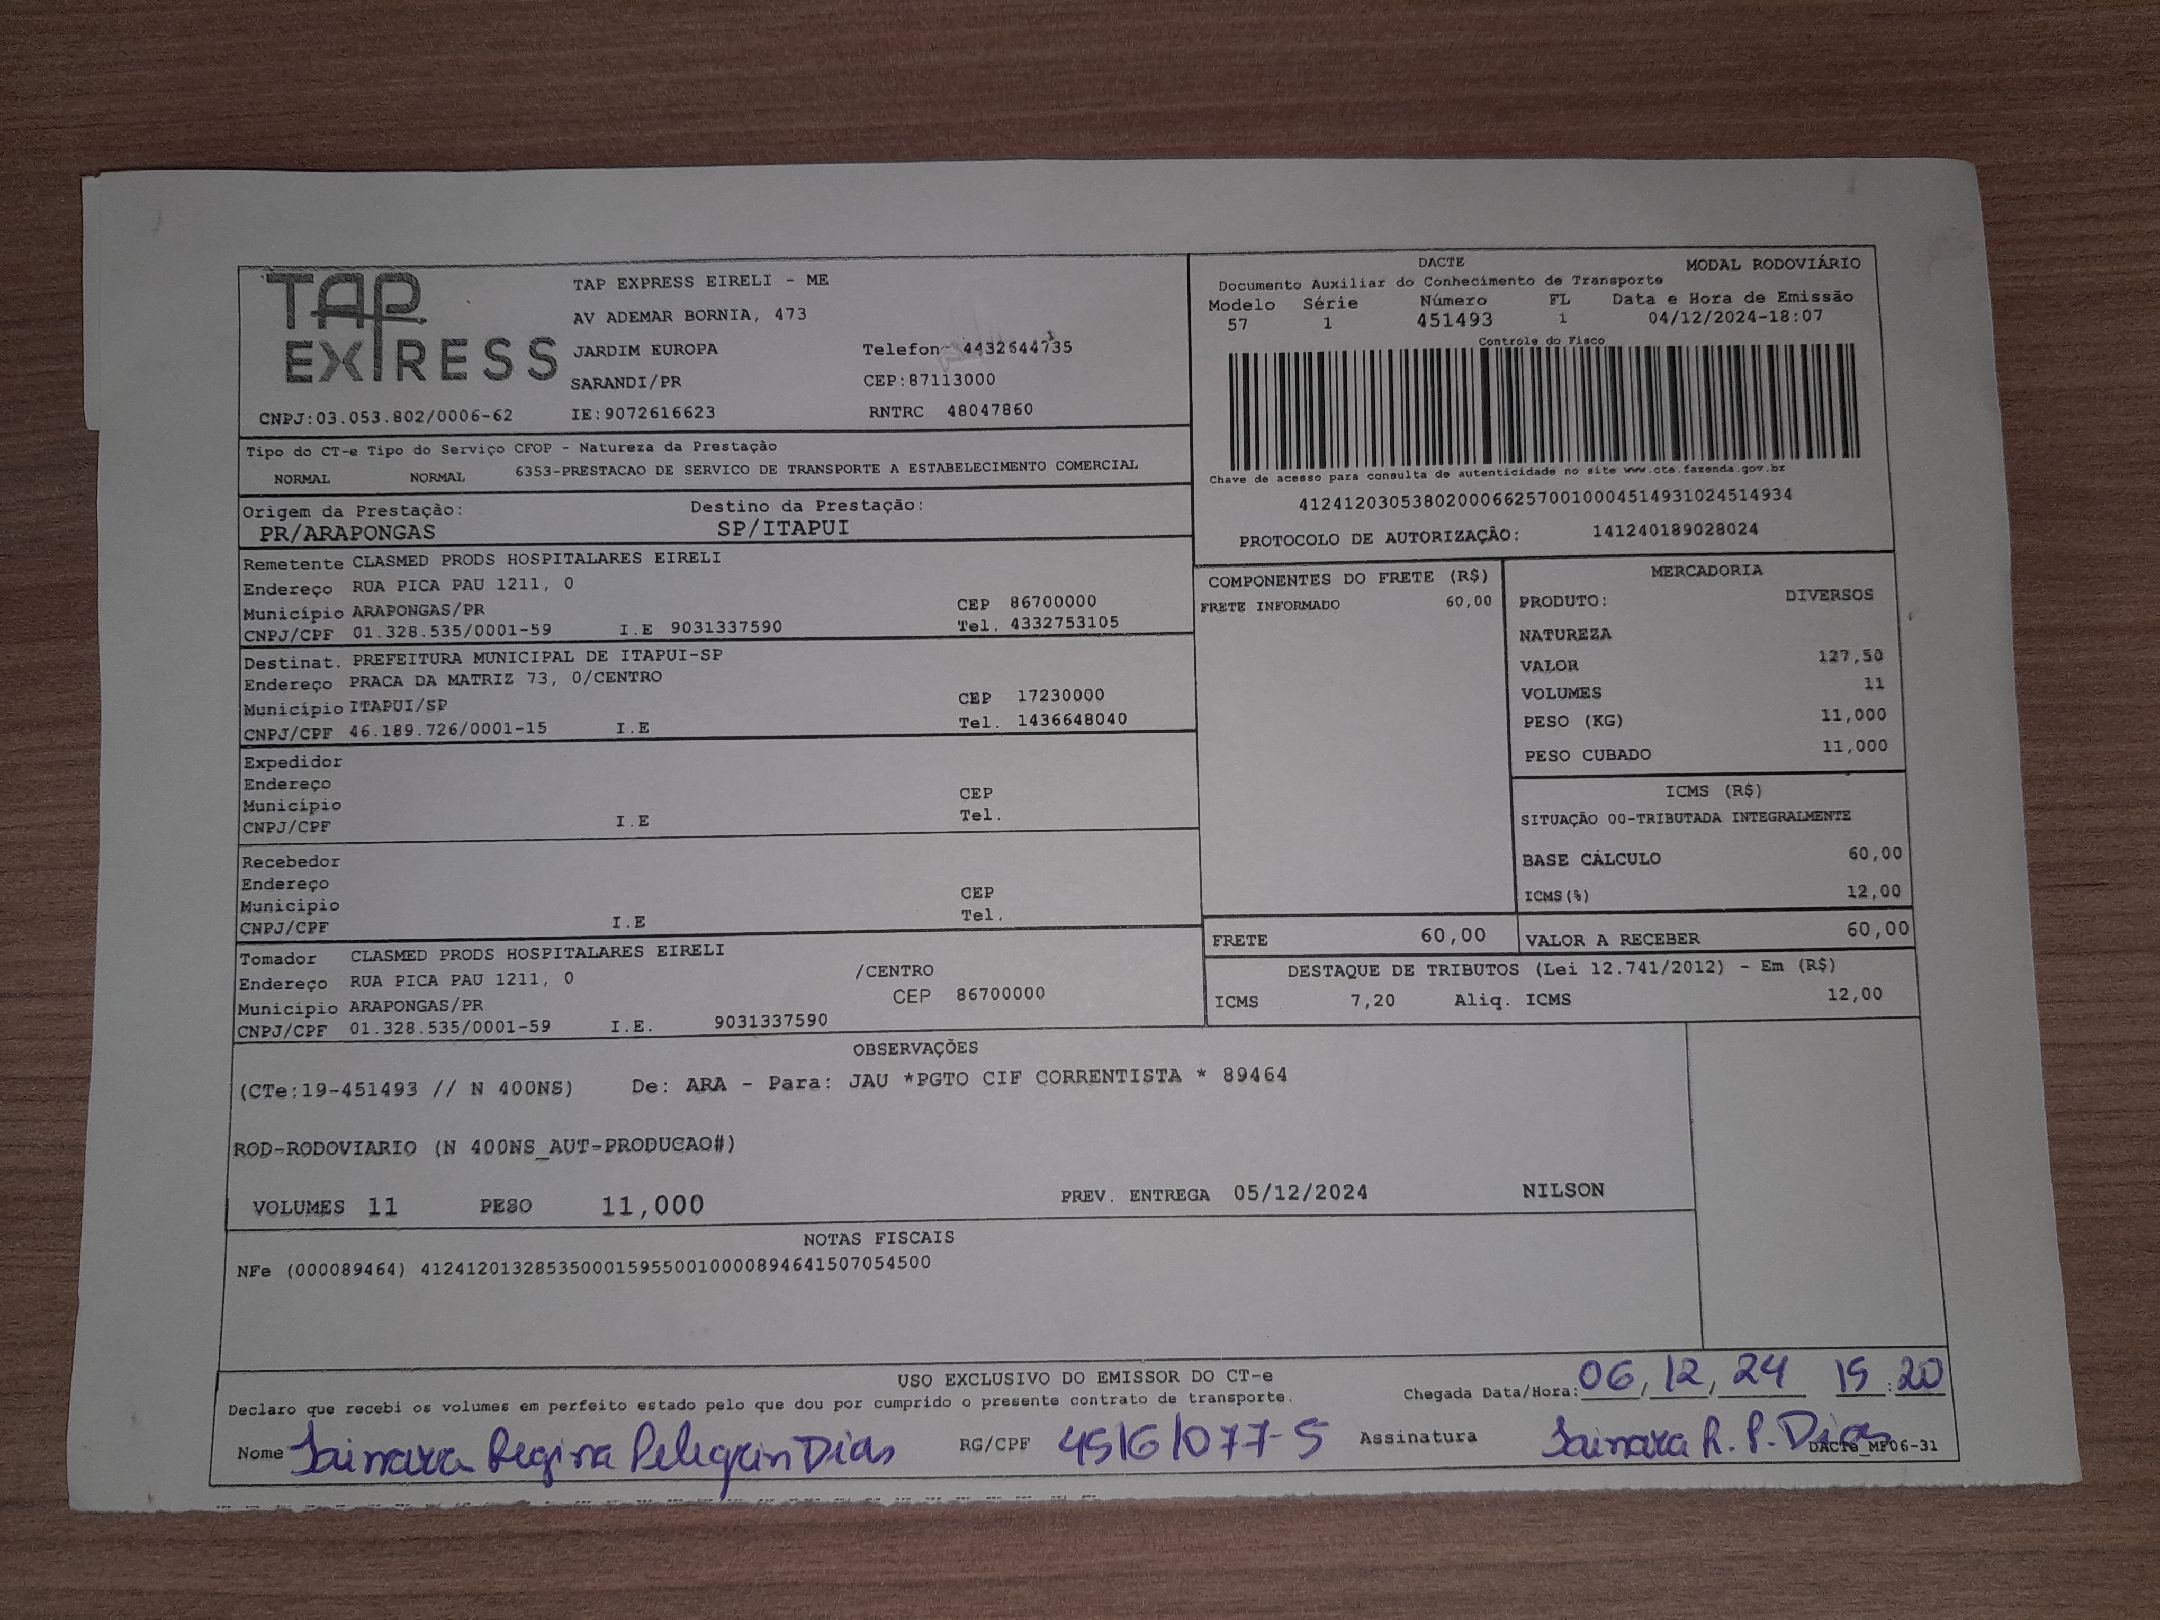 TAP EXPRESS
TAP EXPRESS EIRELI - ME
AV ADEMAR BORNIA, 473
JARDIM EUROPA Telefon 4432644735
SARANDI/PR CEP:87113000
CNPJ:03.053.802/0006-62 IE:9072616623 RNTRC 48047860
DACTE MODAL RODOVIÁRIO
Documento Auxiliar do Conhecimento de Transporte
Modelo Série Número FL Data e Hora de Emissão
57 1 451493 1 04/12/2024-18:07
Controle do Fisco
Chave de acesso para consulta de autenticidade no site www.cte.fazenda.gov.br
41241203053802000662570010004514931024514934
PROTOCOLO DE AUTORIZAÇÃO: 141240189028024
Tipo do CT-e Tipo do Serviço CFOP - Natureza da Prestação
NORMAL NORMAL 6353-PRESTACAO DE SERVICO DE TRANSPORTE A ESTABELECIMENTO COMERCIAL
Origem da Prestação: Destino da Prestação:
PR/ARAPONGAS SP/ITAPUI
Remetente CLASMED PRODS HOSPITALARES EIRELI
Endereço RUA PICA PAU 1211, 0
Município ARAPONGAS/PR CEP 86700000
CNPJ/CPF 01.328.535/0001-59 I.E 9031337590 Tel. 4332753105
Destinat. PREFEITURA MUNICIPAL DE ITAPUI-SP
Endereço PRACA DA MATRIZ 73, 0/CENTRO
Município ITAPUI/SP CEP 17230000
CNPJ/CPF 46.189.726/0001-15 I.E Tel. 1436648040
Expedidor
Endereço
Município CEP
CNPJ/CPF I.E Tel.
Recebedor
Endereço
Município CEP
CNPJ/CPF I.E Tel.
Tomador CLASMED PRODS HOSPITALARES EIRELI
Endereço RUA PICA PAU 1211, 0 /CENTRO
Município ARAPONGAS/PR CEP 86700000
CNPJ/CPF 01.328.535/0001-59 I.E. 9031337590
COMPONENTES DO FRETE (R$)
FRETE INFORMADO 60,00
MERCADORIA
PRODUTO: DIVERSOS
NATUREZA
VALOR 127,50
VOLUMES 11
PESO (KG) 11,000
PESO CUBADO 11,000
ICMS (R$)
SITUAÇÃO 00-TRIBUTADA INTEGRALMENTE
BASE CÁLCULO 60,00
ICMS(%) 12,00
FRETE 60,00 VALOR A RECEBER 60,00
DESTAQUE DE TRIBUTOS (Lei 12.741/2012) - Em (R$)
ICMS 7,20 Aliq. ICMS 12,00
OBSERVAÇÕES
(CTe:19-451493 // N 400NS) De: ARA - Para: JAU *PGTO CIF CORRENTISTA * 89464
ROD-RODOVIARIO (N 400NS_AUT-PRODUCAO#)
VOLUMES 11 PESO 11,000 PREV. ENTREGA 05/12/2024 NILSON
NOTAS FISCAIS
NFe (000089464) 41241201328535000159550010000894641507054500
USO EXCLUSIVO DO EMISSOR DO CT-e
Declaro que recebi os volumes em perfeito estado pelo que dou por cumprido o presente contrato de transporte. Chegada Data/Hora: 06/12/24 15:20
Nome Jainara Regina Pelegrin Dias RG/CPF 45161077-5 Assinatura Jainara R. P. Dias
DACTe_MP06-31